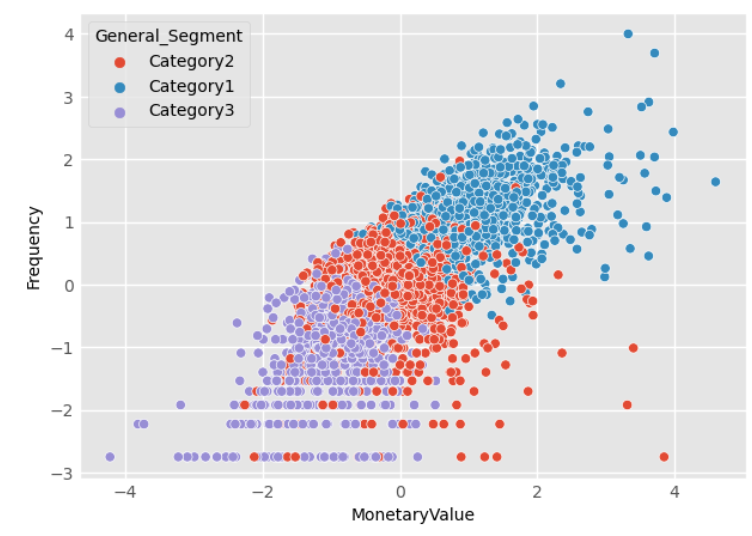 General_Segment
Category2
Category1
Category3
4
3
2
1
0
−1
−2
−3
Frequency
−4
−2
0
2
4
MonetaryValue